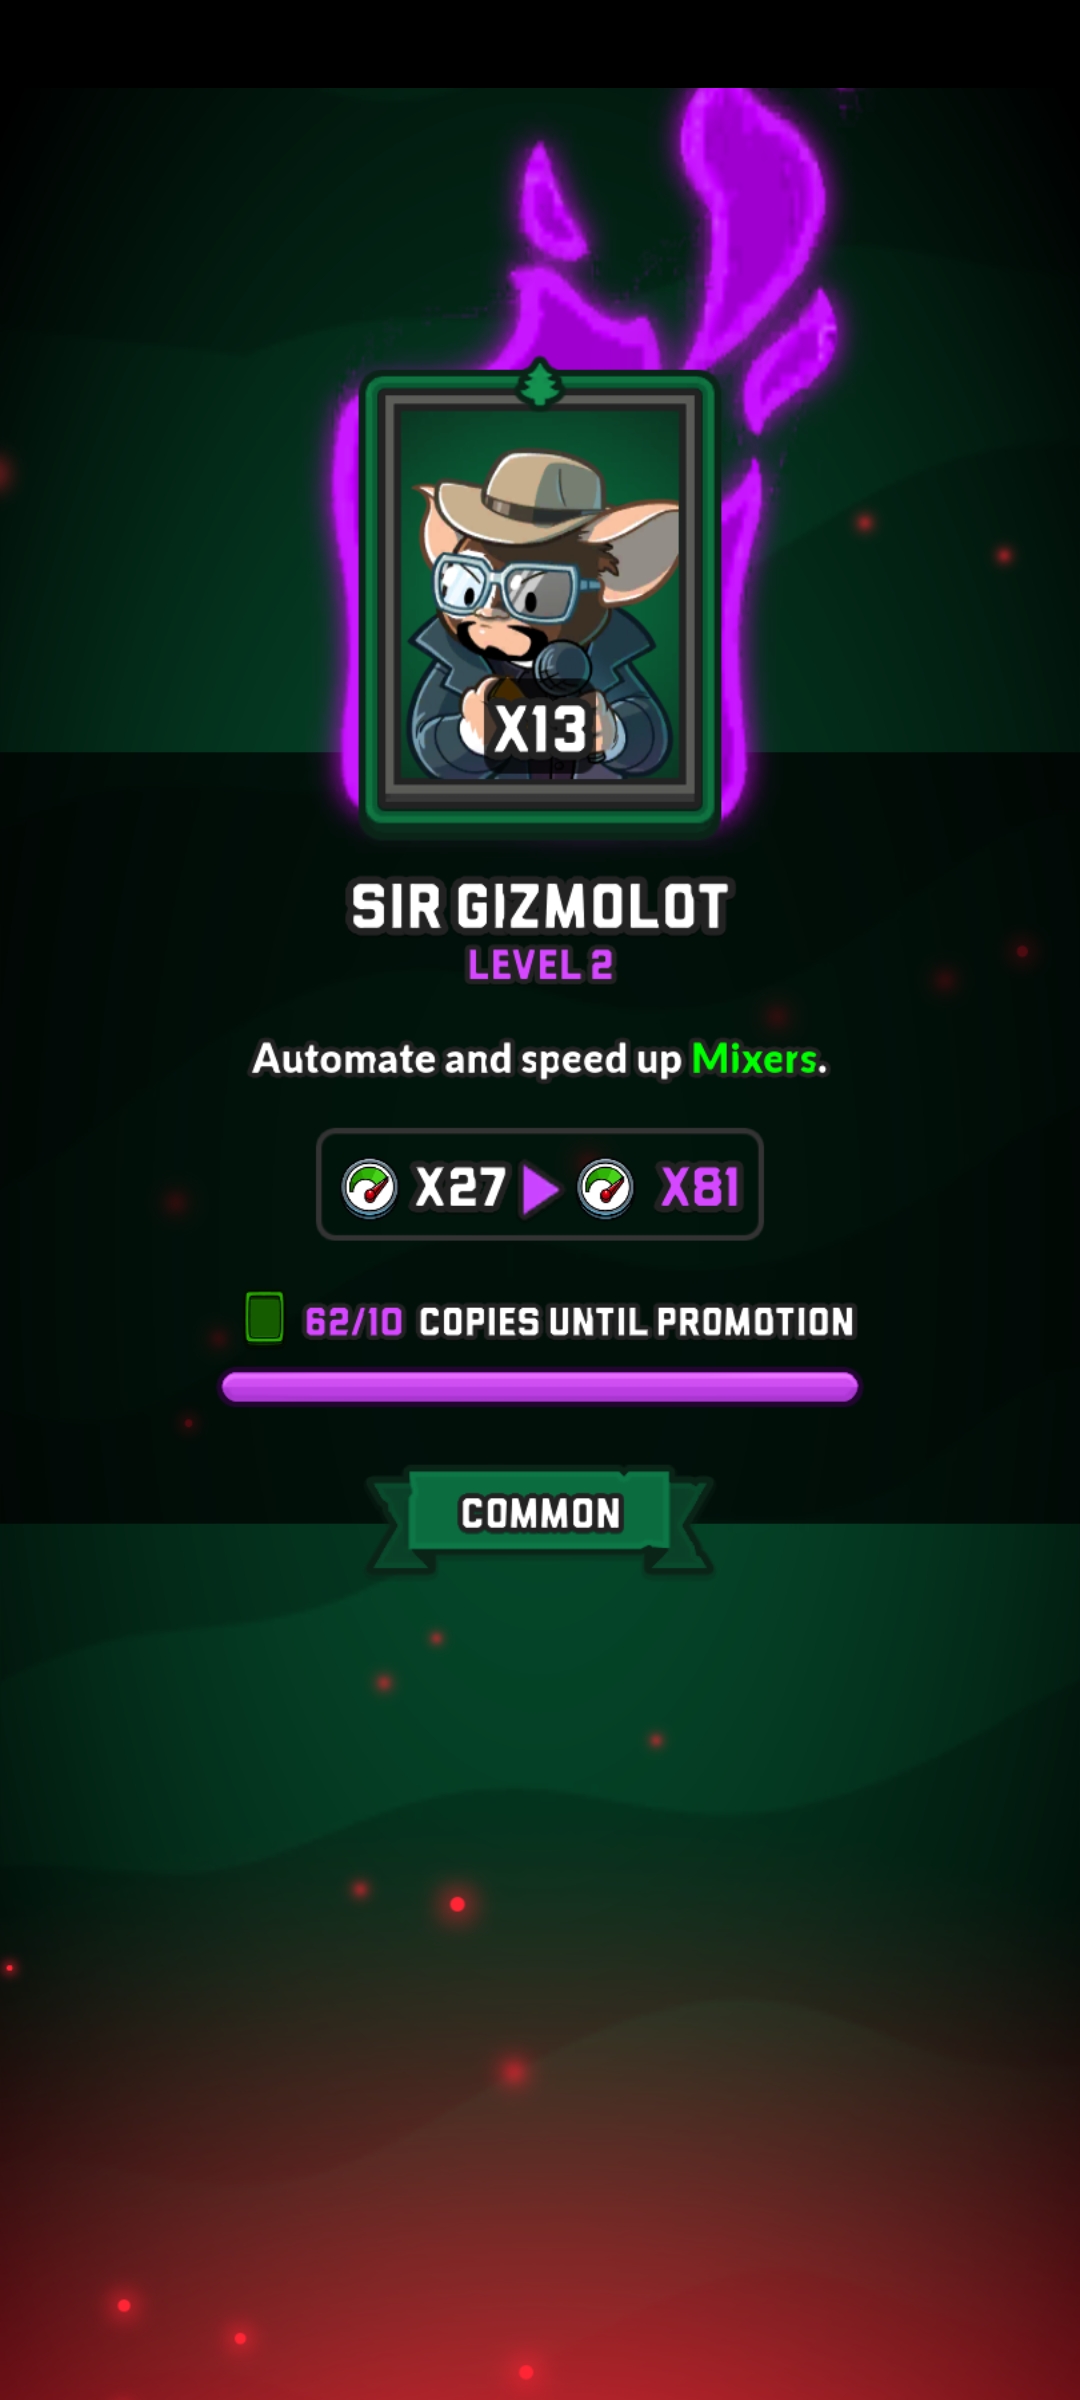 X13
SIR GIZMOLOT
LEVEL 2
Automate and speed up Mixers.
X27 X81
62/10 COPIES UNTIL PROMOTION
COMMON